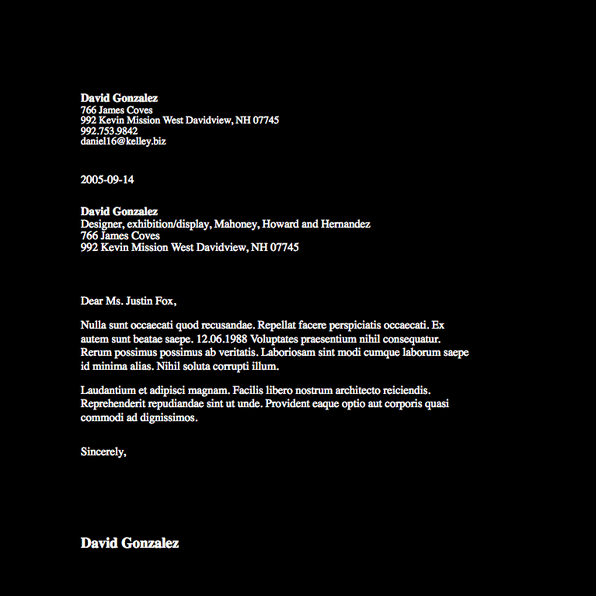 David Gonzalez
766 James Coves
992 Kevin Mission West Davidview, NH 07745
992.753.9842
daniel16@kelley.biz
2005-09-14
David Gonzalez
Designer, exhibition/display, Mahoney, Howard and Hernandez
766 James Coves
992 Kevin Mission West Davidview, NH 07745
Dear Ms. Justin Fox,
Nulla sunt occaecati quod recusandae. Repellat facere perspiciatis occaecati. Ex
autem sunt beatae saepe. 12.06.1988 Voluptates praesentium nihil consequatur.
Rerum possimus possimus ab veritatis. Laboriosam sint modi cumque laborum saepe
id minima alias. Nihil soluta corrupti illum.
Laudantium et adipisci magnam. Facilis libero nostrum architecto reiciendis.
Reprehenderit repudiandae sint ut unde. Provident eaque optio aut corporis quasi
commodi ad dignissimos.
Sincerely,
David Gonzalez